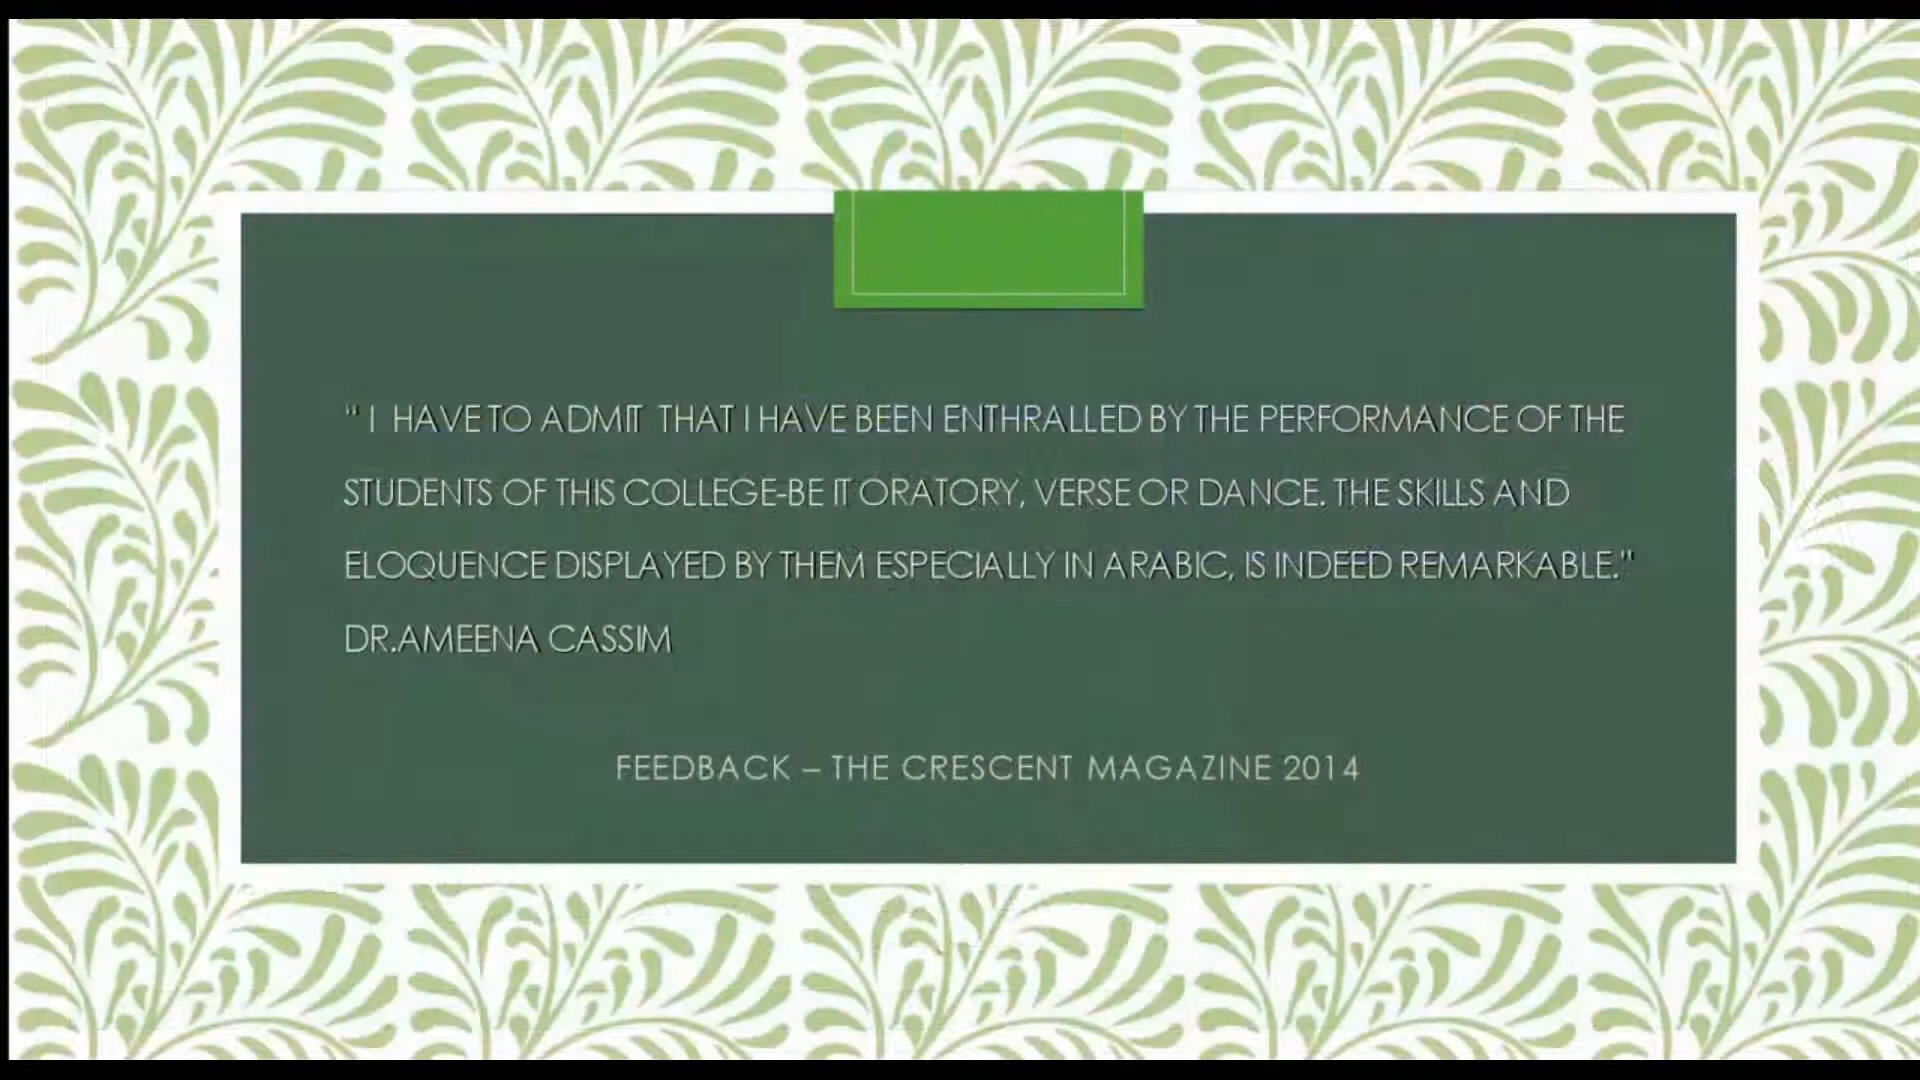 " I HAVE TO ADMIT THAT I HAVE BEEN ENTHRALLED BY THE PERFORMANCE OF THE
STUDENTS OF THIS COLLEGE-BE IT ORATORY, VERSE OR DANCE. THE SKILLS AND
ELOQUENCE DISPLAYED BY THEM ESPECIALLY IN ARABIC, IS INDEED REMARKABLE."
DR.AMEENA CASSIM
FEEDBACK – THE CRESCENT MAGAZINE 2014